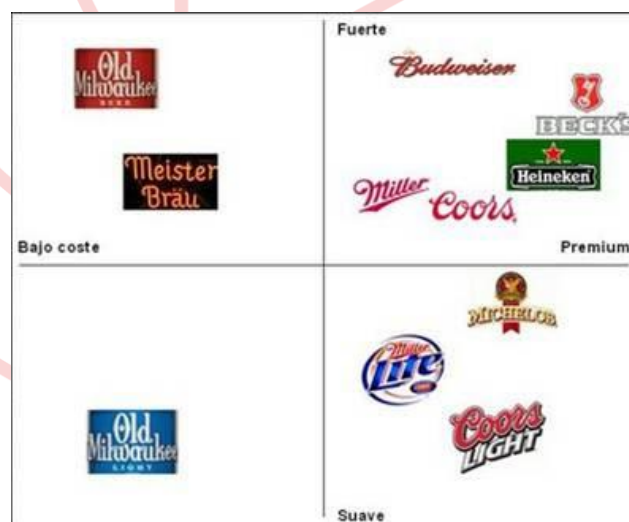 Fuerte
Budweiser
Old
Milwaukee
BEER
BECK'S
Meister
Bräu
Heineken
Miller
Coors
Bajo coste
Premium
MICHELOB
Miller
Lite
Old
Milwaukee
LIGHT
Coors
LIGHT
Suave